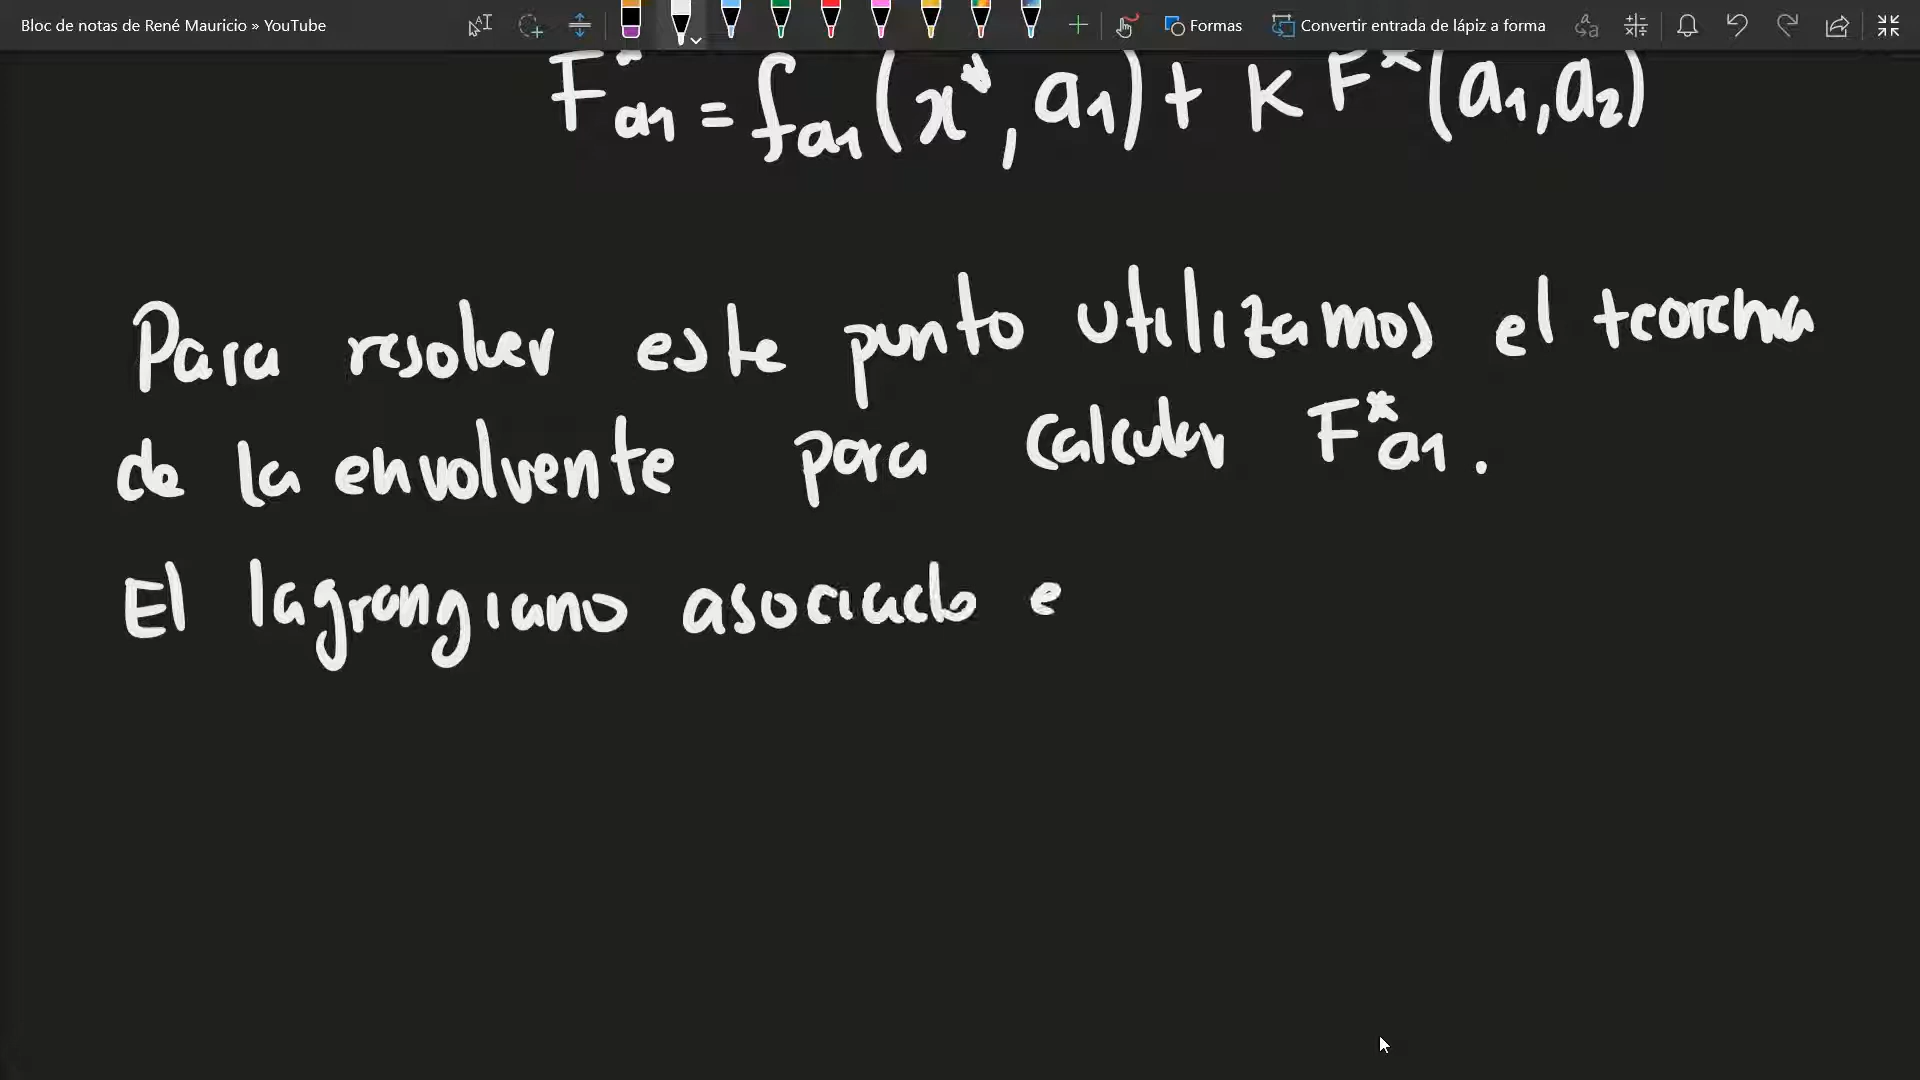 Bloc de notas de René Mauricio » YouTube
Formas
Convertir entrada de lápiz a forma
F*a1 = fa1(x*, a1) + K F*(a1, a2)
Para resolver este punto utilizamos el teorema
de la envolvente para calcular F*a1.
El lagrangiano asociado e